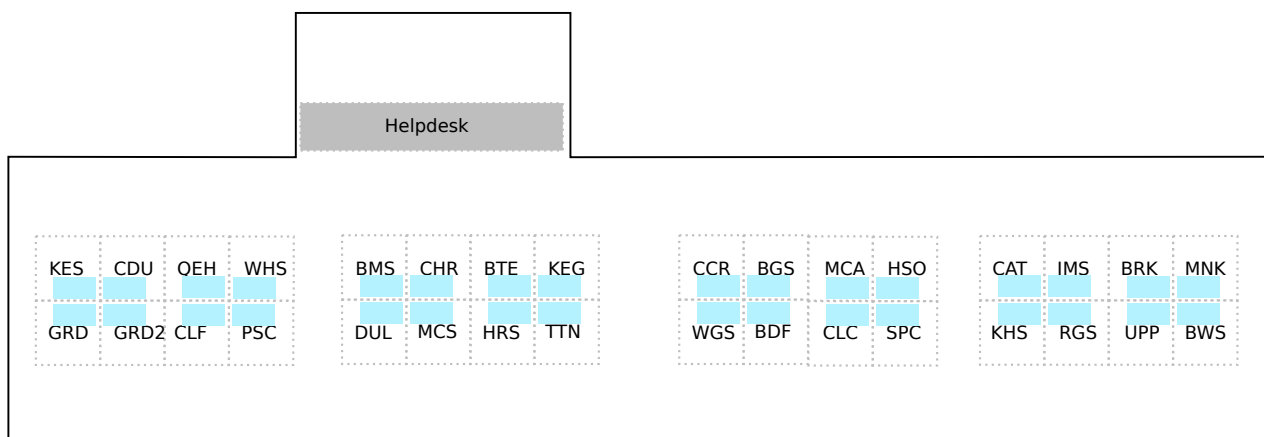 Helpdesk
KES CDU QEH WHS BMS CHR BTE KEG CCR BGS MCA HSO CAT IMS BRK MNK
GRD GRD2 CLF PSC DUL MCS HRS TTN WGS BDF CLC SPC KHS RGS UPP BWS